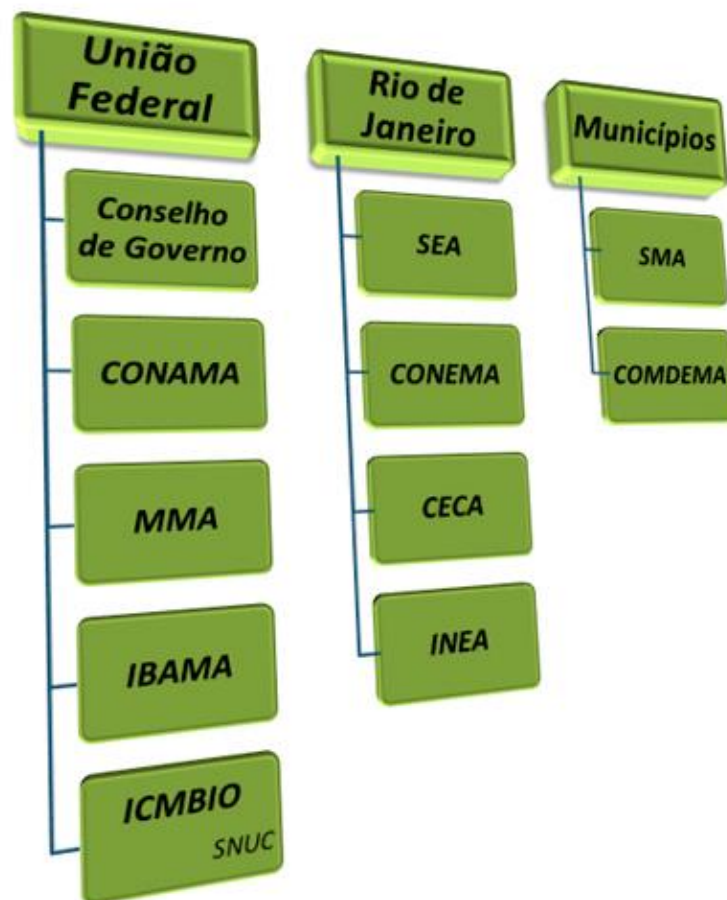 União
Federal
Conselho
de Governo
CONAMA
MMA
IBAMA
ICMBIO
SNUC
Rio de
Janeiro
SEA
CONEMA
CECA
INEA
Municípios
SMA
COMDEMA